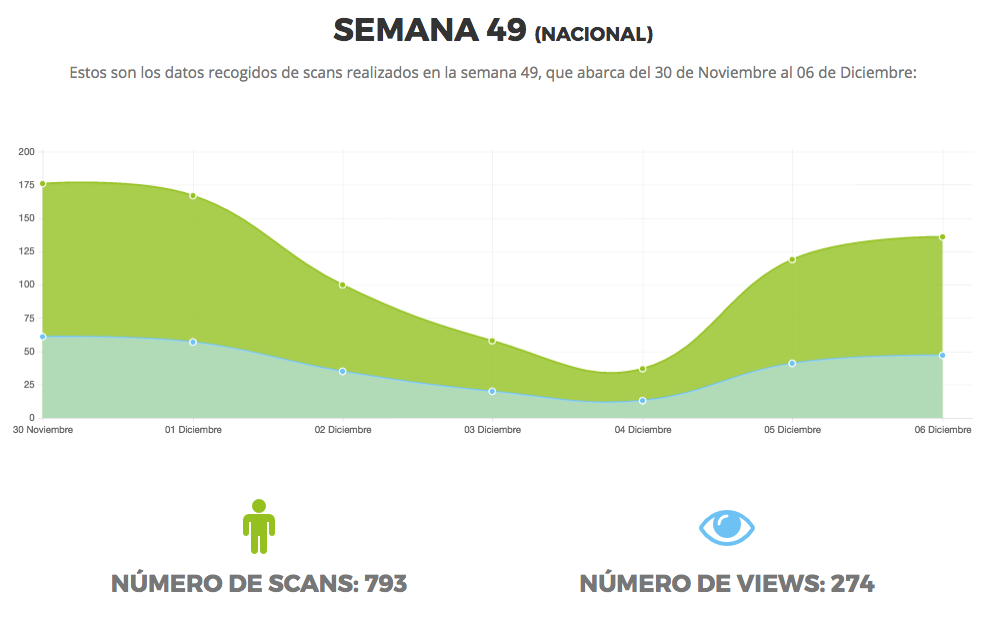 SEMANA 49 (NACIONAL)
Estos son los datos recogidos de scans realizados en la semana 49, que abarca del 30 de Noviembre al 06 de Diciembre:
200
175
150
125
100
75
50
25
0
30 Noviembre 01 Diciembre 02 Diciembre 03 Diciembre 04 Diciembre 05 Diciembre 06 Diciembre
NÚMERO DE SCANS: 793 NÚMERO DE VIEWS: 274